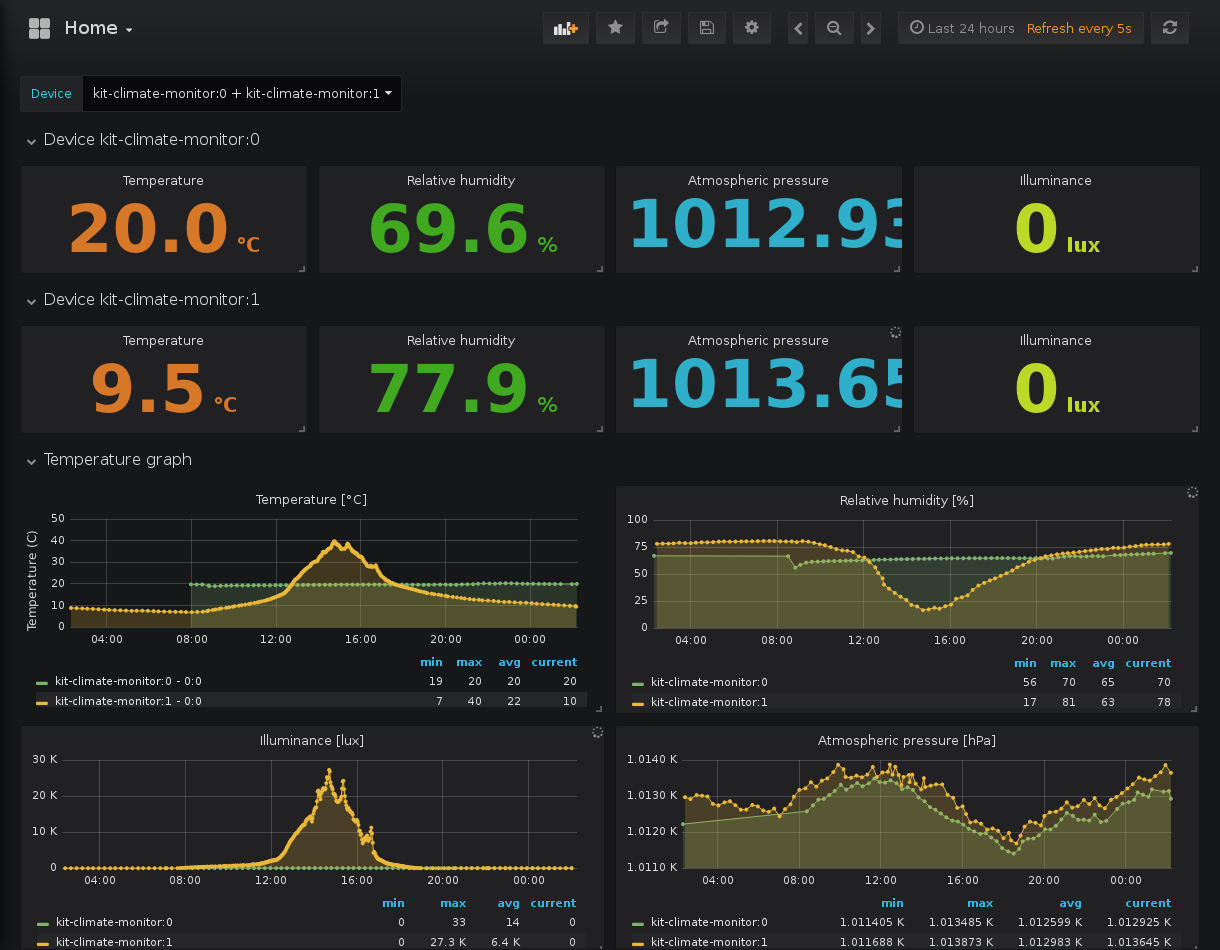 Home
Last 24 hours Refresh every 5s
Device kit-climate-monitor:0 + kit-climate-monitor:1
Device kit-climate-monitor:0
Temperature Relative humidity Atmospheric pressure Illuminance
20.0 °C 69.6 % 1012.93 0 lux
Device kit-climate-monitor:1
Temperature Relative humidity Atmospheric pressure Illuminance
9.5 °C 77.9 % 1013.65 0 lux
Temperature graph
Temperature [°C]
Temperature (C)
50
40
30
20
10
0
04:00 08:00 12:00 16:00 20:00 00:00
min max avg current
kit-climate-monitor:0 - 0:0 19 20 20 20
kit-climate-monitor:1 - 0:0 7 40 22 10
Relative humidity [%]
100
75
50
25
0
04:00 08:00 12:00 16:00 20:00 00:00
min max avg current
kit-climate-monitor:0 56 70 65 70
kit-climate-monitor:1 17 81 63 78
Illuminance [lux]
30 K
20 K
10 K
0
04:00 08:00 12:00 16:00 20:00 00:00
min max avg current
kit-climate-monitor:0 0 33 14 0
kit-climate-monitor:1 0 27.3 K 6.4 K 0
Atmospheric pressure [hPa]
1.0140 K
1.0130 K
1.0120 K
1.0110 K
04:00 08:00 12:00 16:00 20:00 00:00
min max avg current
kit-climate-monitor:0 1.011405 K 1.013485 K 1.012599 K 1.012925 K
kit-climate-monitor:1 1.011688 K 1.013873 K 1.012983 K 1.013645 K